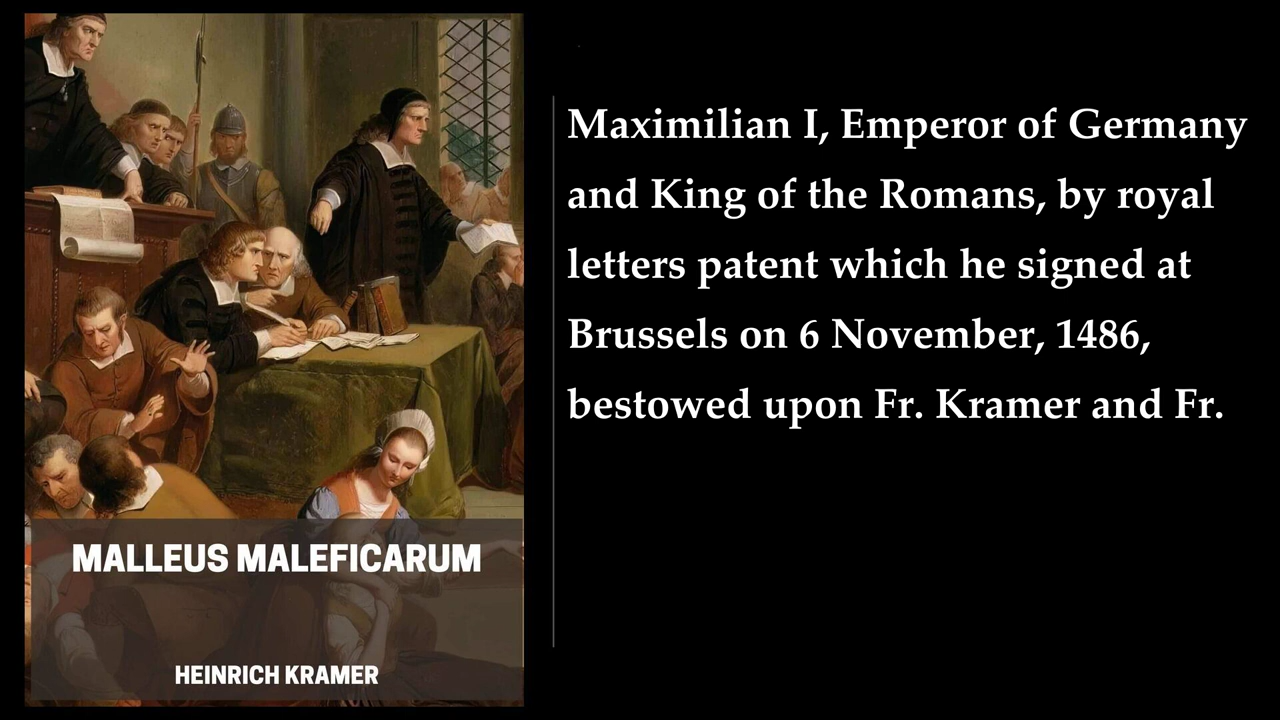 MALLEUS MALEFICARUM
HEINRICH KRAMER
Maximilian I, Emperor of Germany
and King of the Romans, by royal
letters patent which he signed at
Brussels on 6 November, 1486,
bestowed upon Fr. Kramer and Fr.